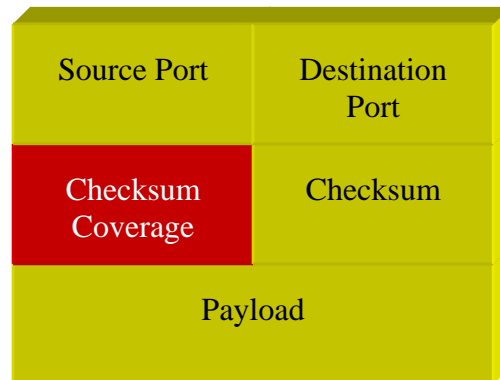 Source Port
Destination
Port
Checksum
Coverage
Checksum
Payload